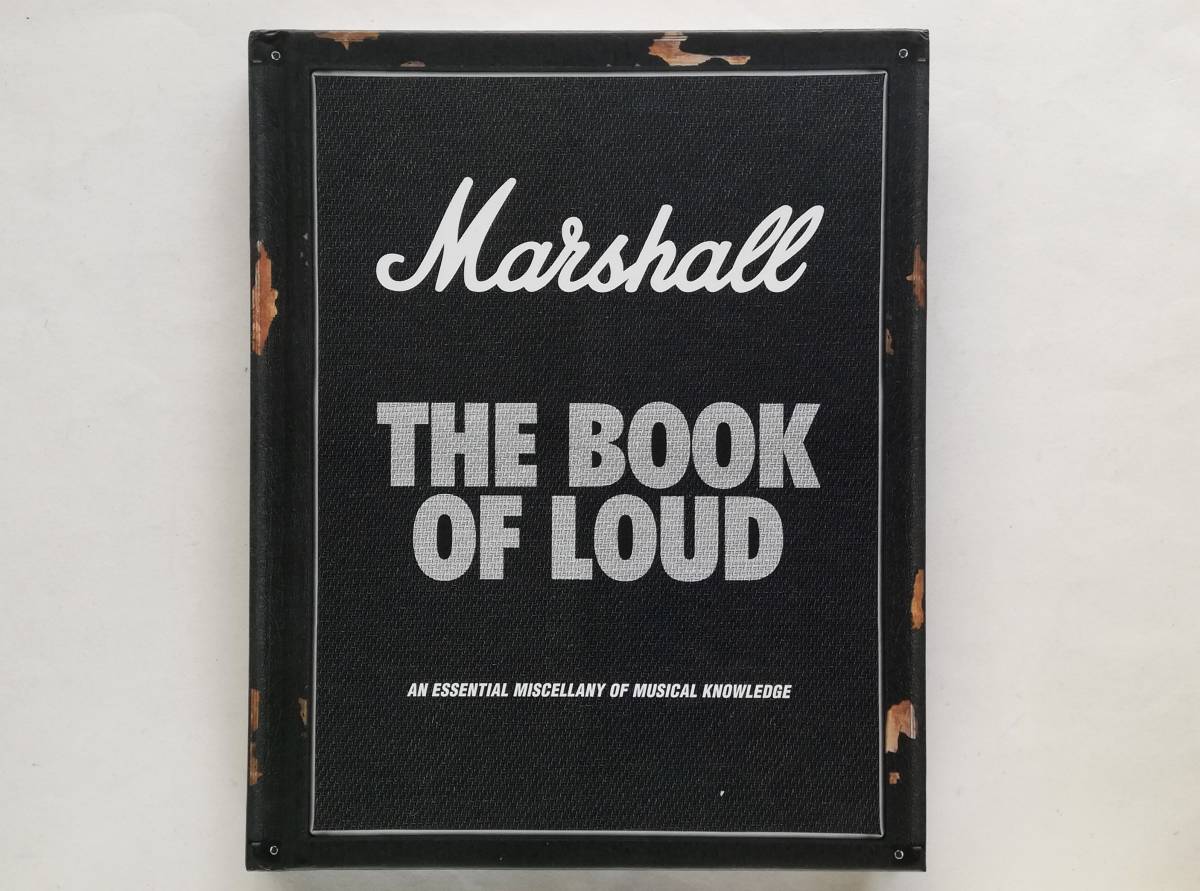 Marshall
THE BOOK
OF LOUD
AN ESSENTIAL MISCELLANY OF MUSICAL KNOWLEDGE